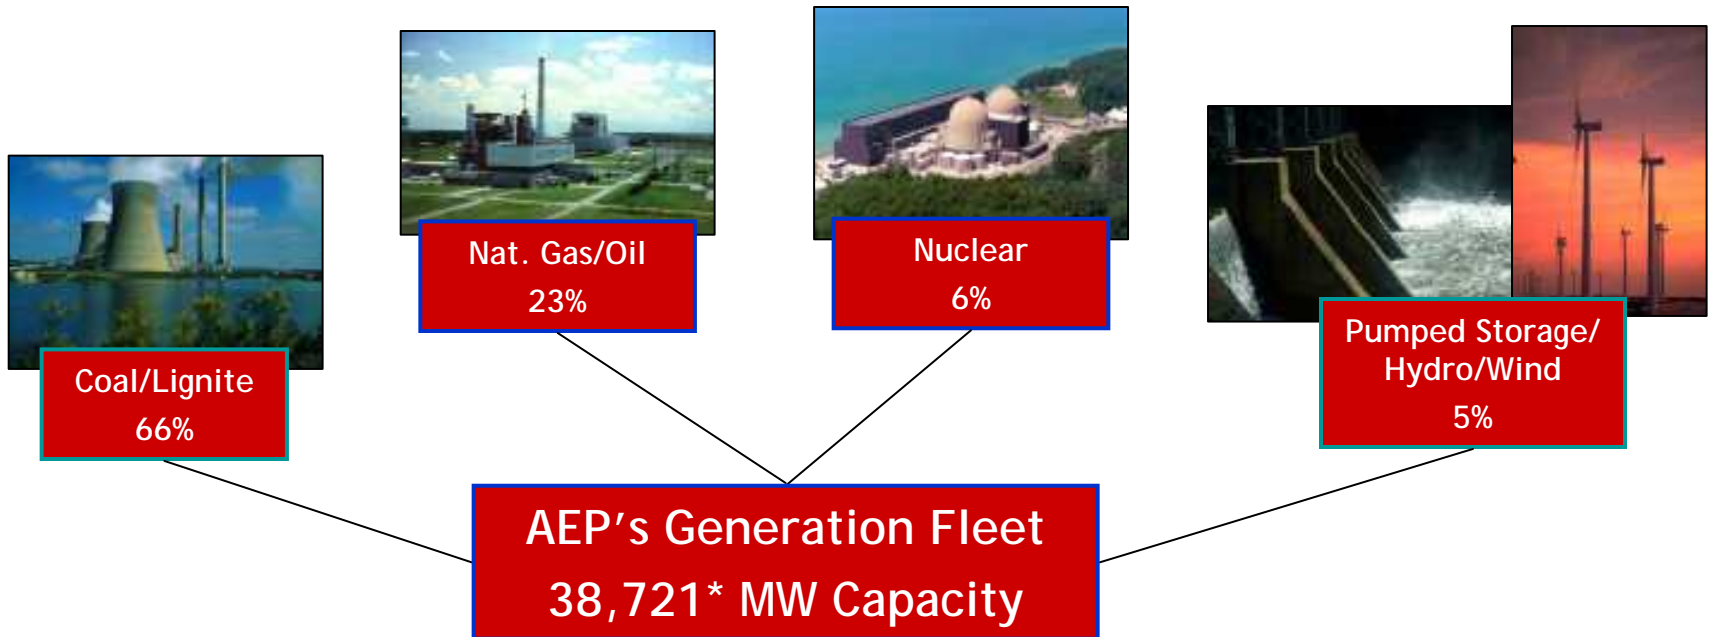 Coal/Lignite
66%
Nat. Gas/Oil
23%
Nuclear
6%
Pumped Storage/
Hydro/Wind
5%
AEP's Generation Fleet
38,721* MW Capacity